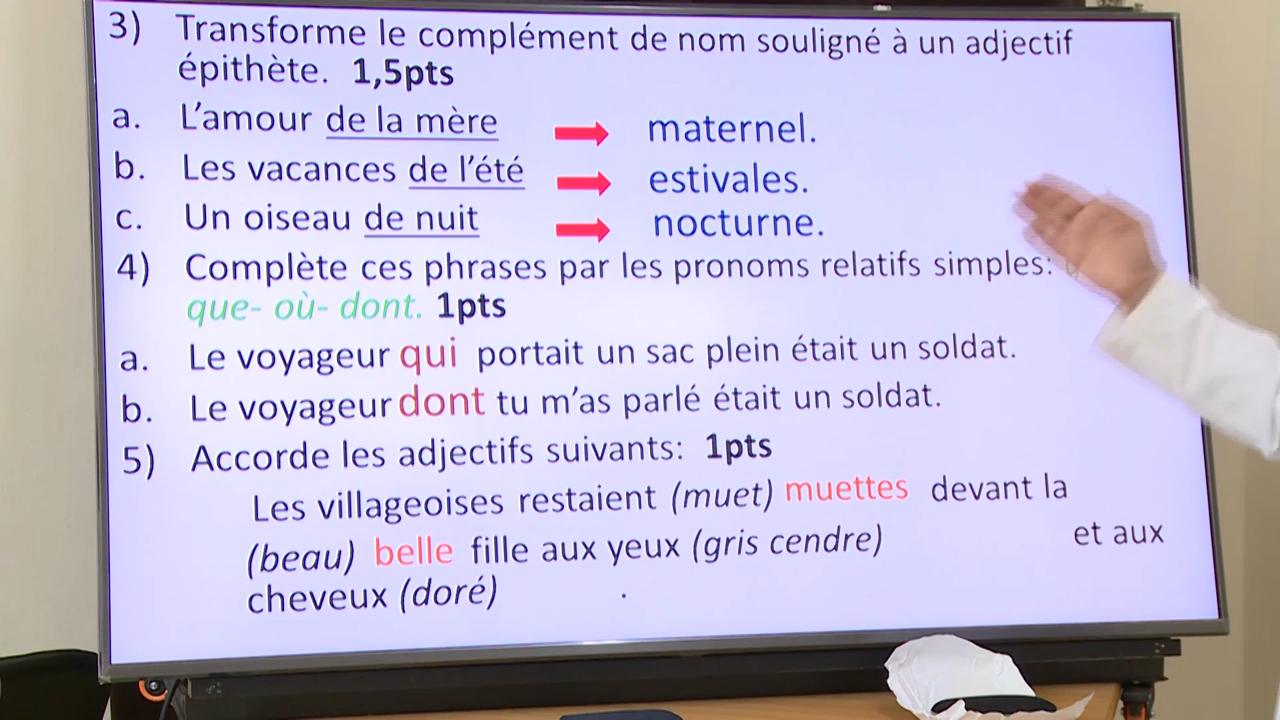 3) Transforme le complément de nom souligné à un adjectif
épithète. 1,5pts
a. L'amour de la mère maternel.
b. Les vacances de l'été estivales.
c. Un oiseau de nuit nocturne.
4) Complète ces phrases par les pronoms relatifs simples:
que- où- dont. 1pts
a. Le voyageur qui portait un sac plein était un soldat.
b. Le voyageur dont tu m'as parlé était un soldat.
5) Accorde les adjectifs suivants: 1pts
Les villageoises restaient (muet) muettes devant la
(beau) belle fille aux yeux (gris cendre) et aux
cheveux (doré) .